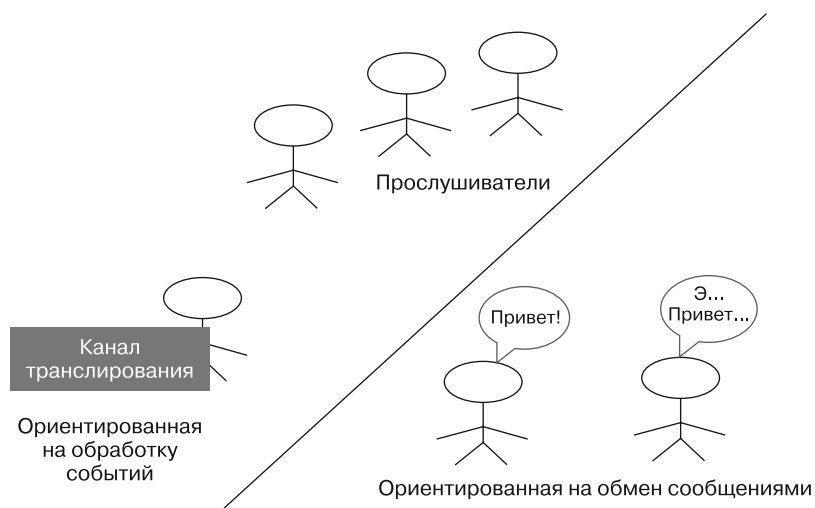 Прослушиватели
Канал
транслирования
Ориентированная
на обработку
событий
Привет!
Э...
Привет...
Ориентированная на обмен сообщениями